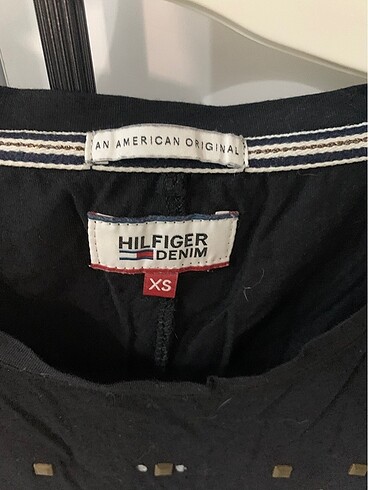 AN AMERICAN ORIGINAL
HILFIGER
DENIM
XS